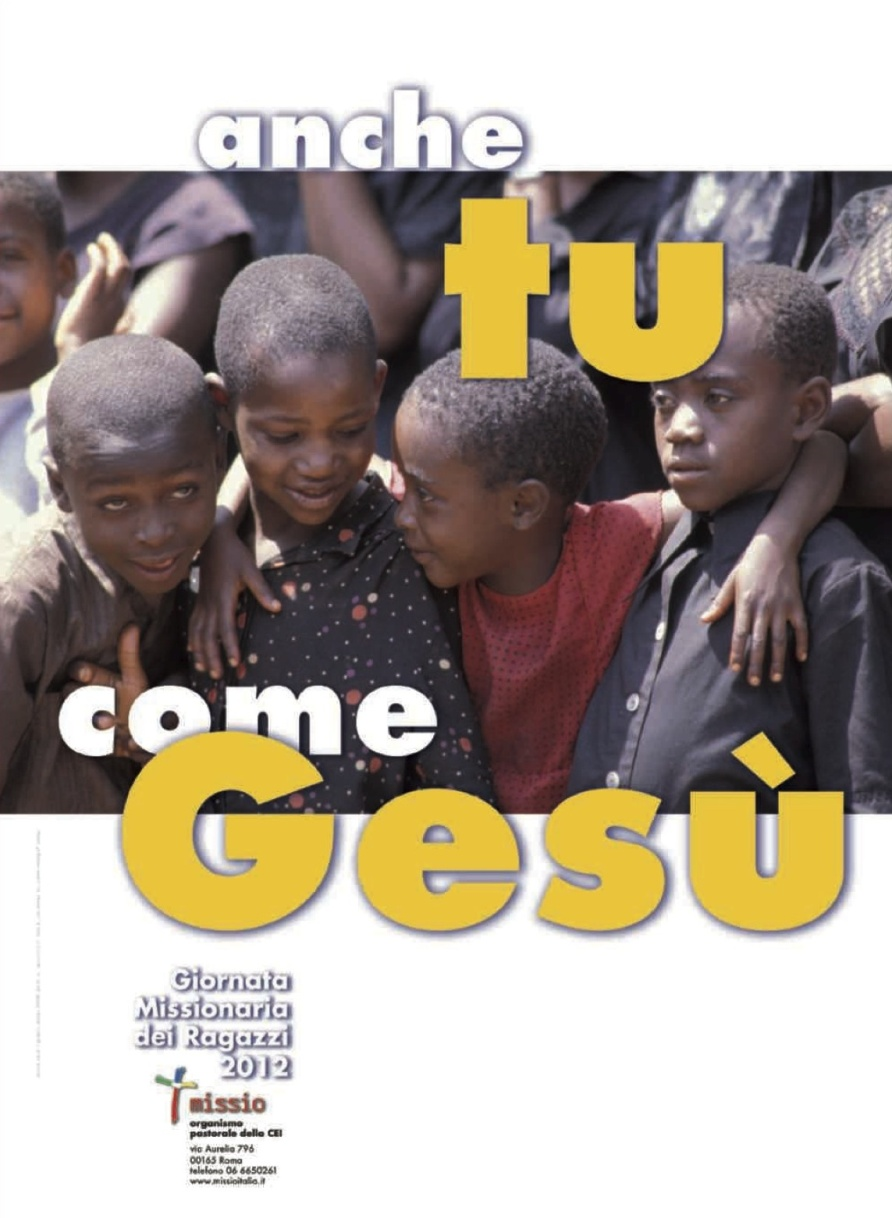 anche
tu
come
Gesù
Giornata
Missionaria
dei Ragazzi
2012
missio
organismo
pastorale della CEI
via Aurelia 796
00165 Roma
telefono 06 6650261
www.missioitalia.it